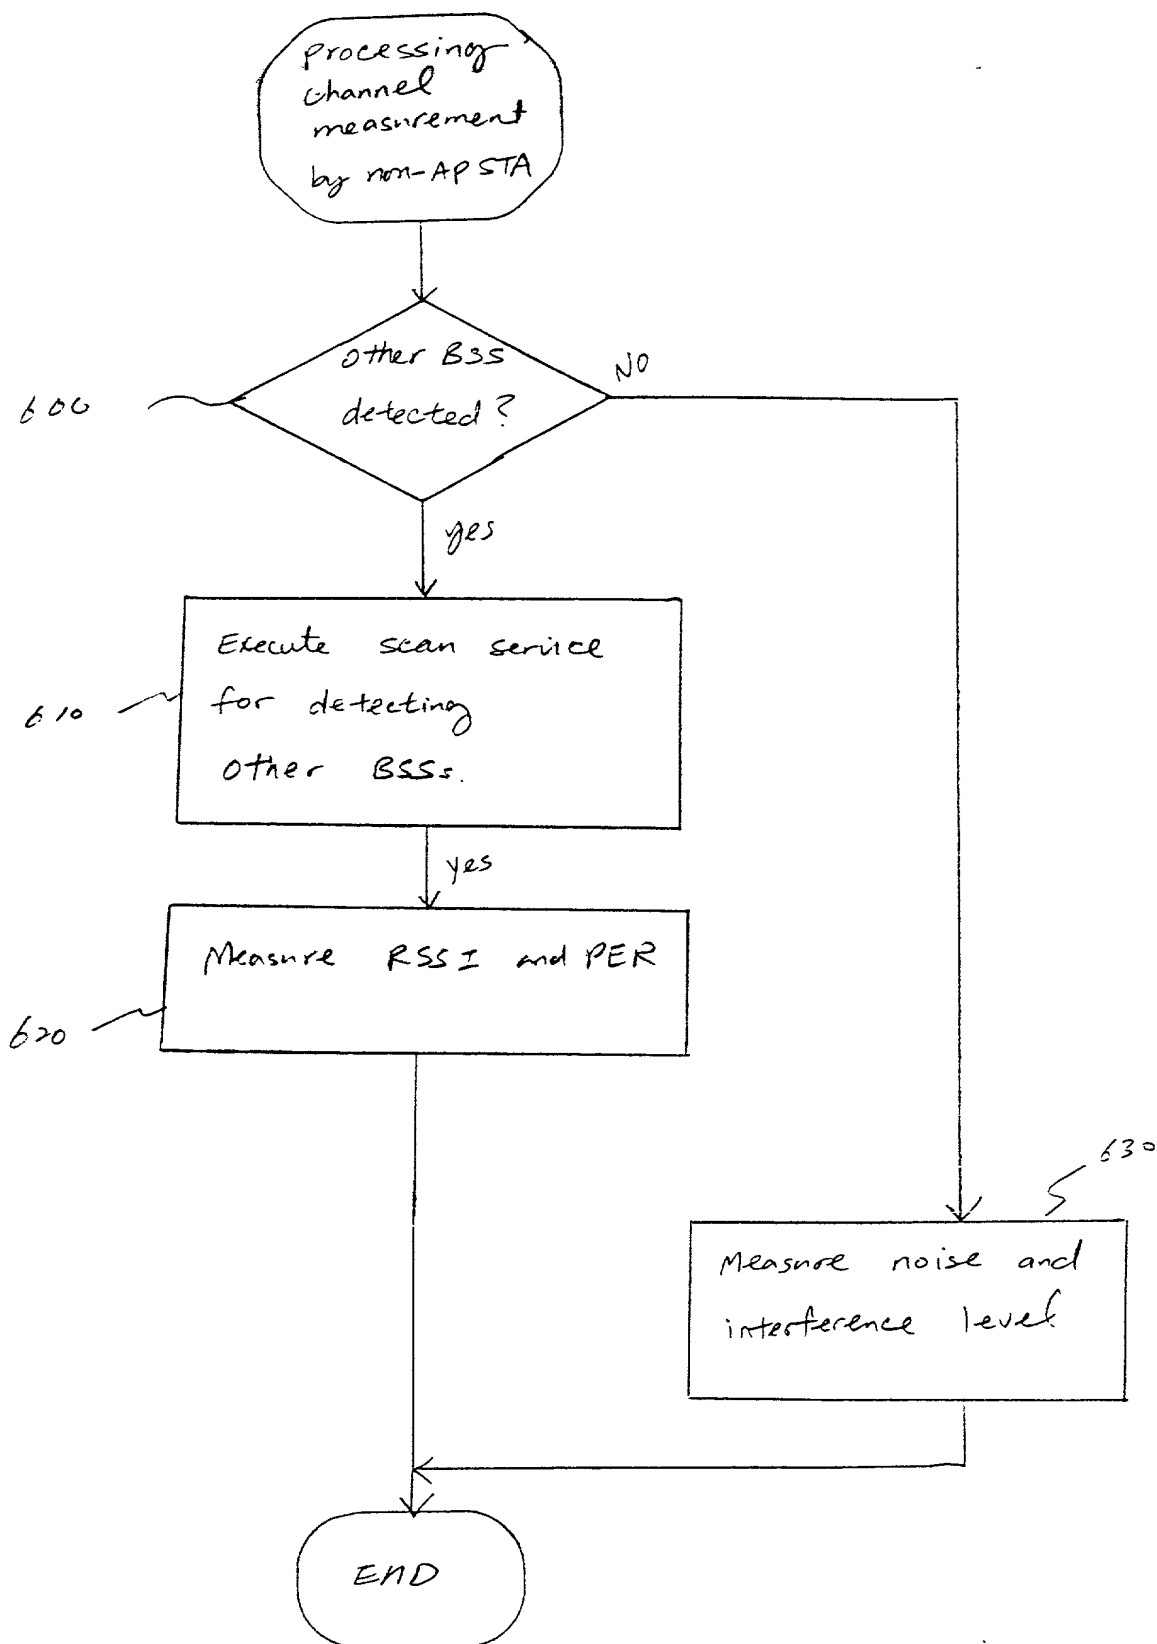 processing
channel
measurement
by non-AP STA
other BSS
detected?
NO
600
yes
Execute scan service
for detecting
other BSSs.
610
yes
Measure RSSI and PER
620
630
Measure noise and
interference level.
END